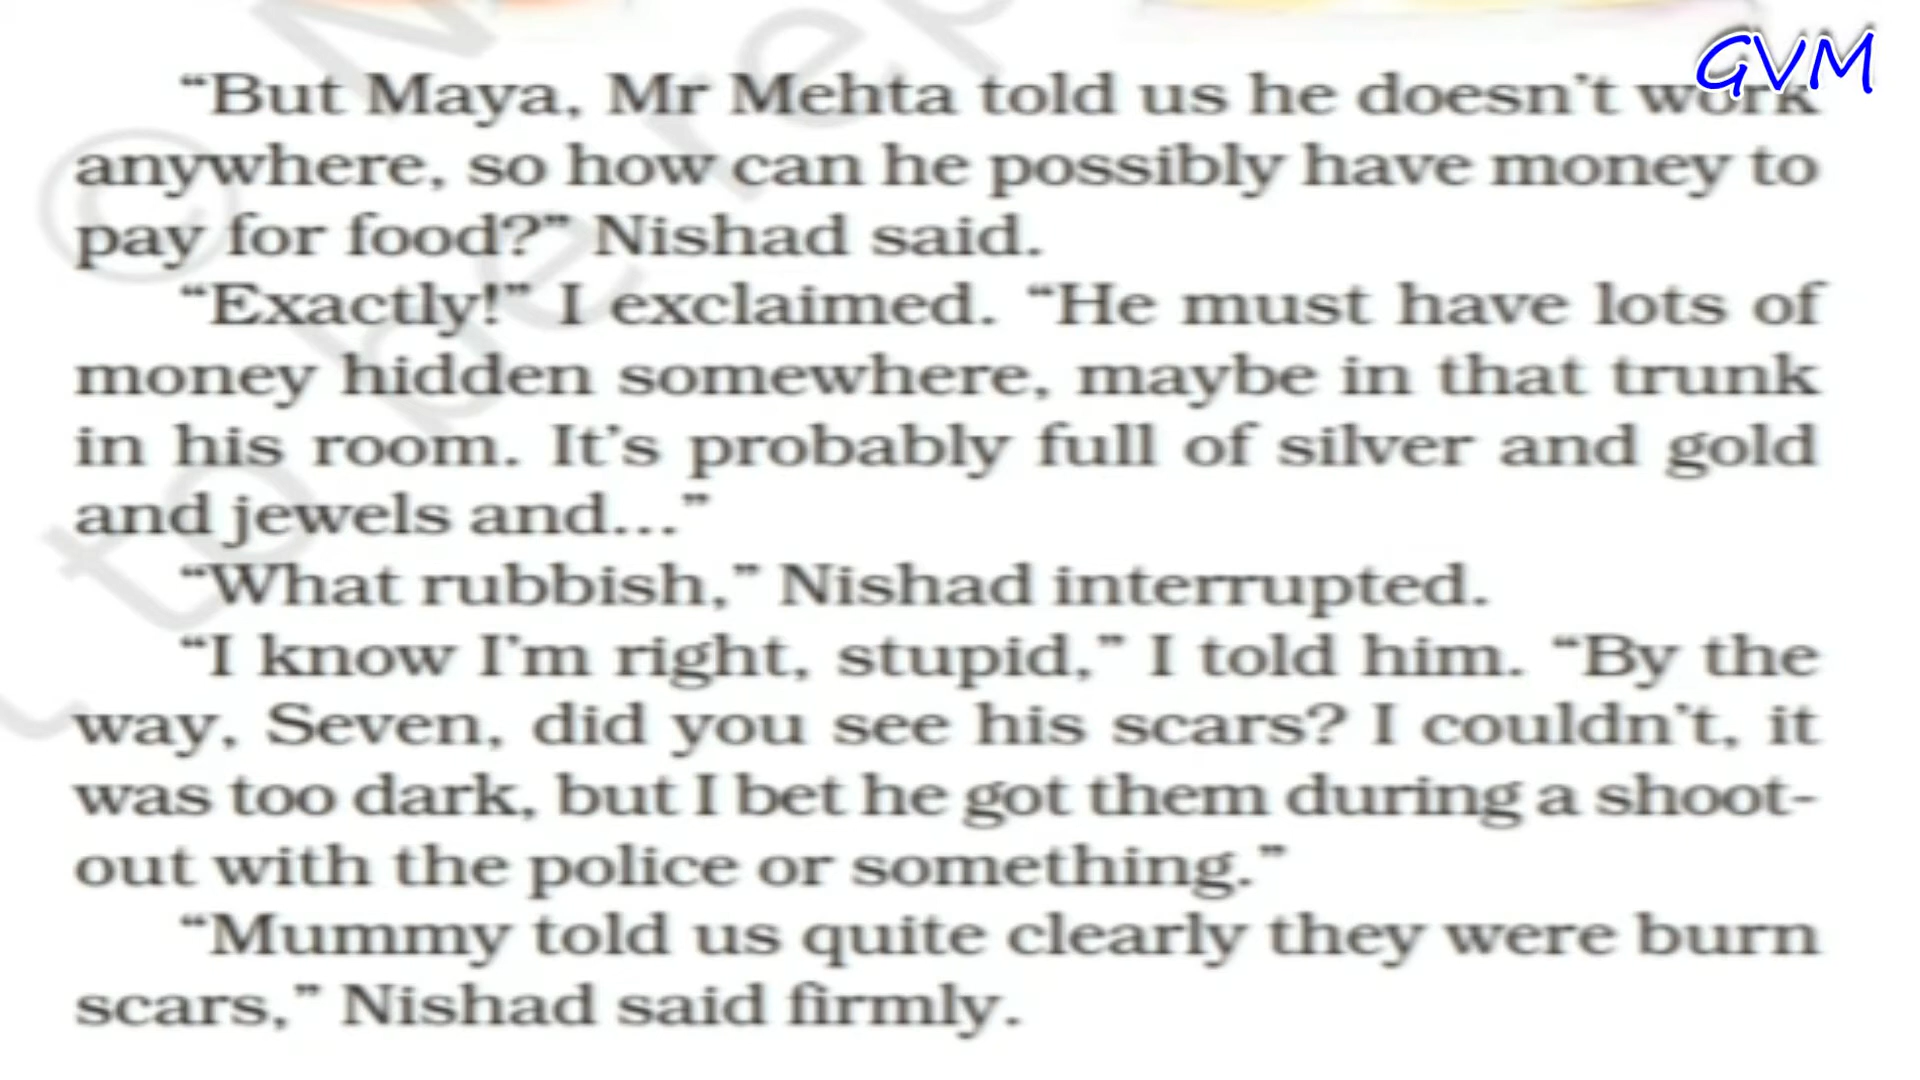 GVM
“But Maya, Mr Mehta told us he doesn’t work
anywhere, so how can he possibly have money to
pay for food?” Nishad said.
“Exactly!” I exclaimed. “He must have lots of
money hidden somewhere, maybe in that trunk
in his room. It’s probably full of silver and gold
and jewels and...”
“What rubbish,” Nishad interrupted.
“I know I’m right, stupid,” I told him. “By the
way, Seven, did you see his scars? I couldn’t, it
was too dark, but I bet he got them during a shoot-
out with the police or something.”
“Mummy told us quite clearly they were burn
scars,” Nishad said firmly.